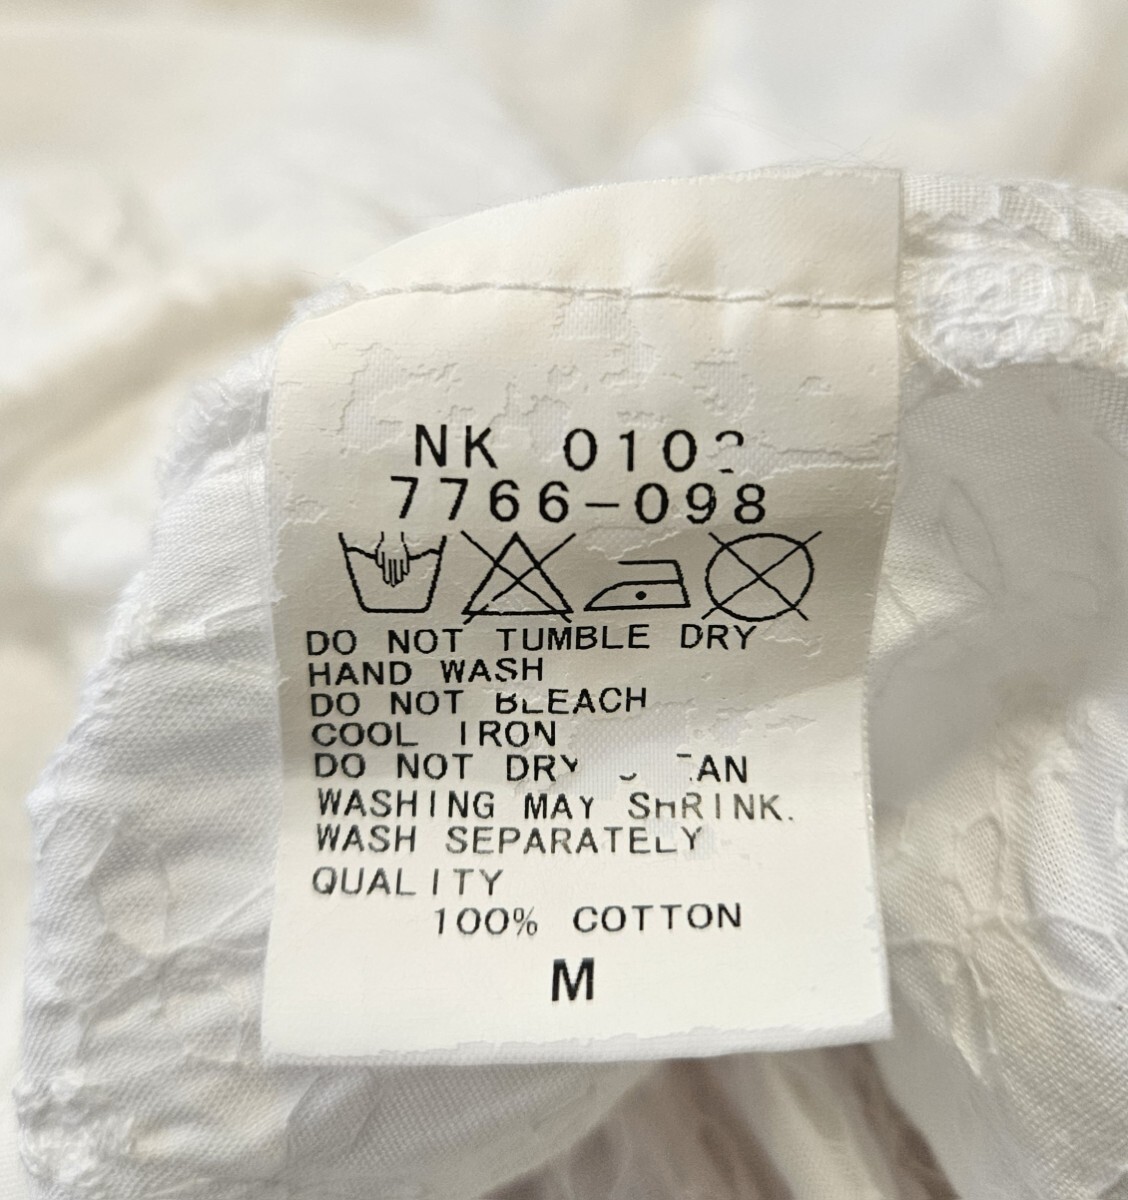 NK
7766-098
DO NOT TUMBLE DRY
HAND WASH
DO NOT BLEACH
COOL IRON
DO NOT DRY
WASHING MAY SHRINK.
WASH SEPARATELY
QUALITY
100% COTTON
M